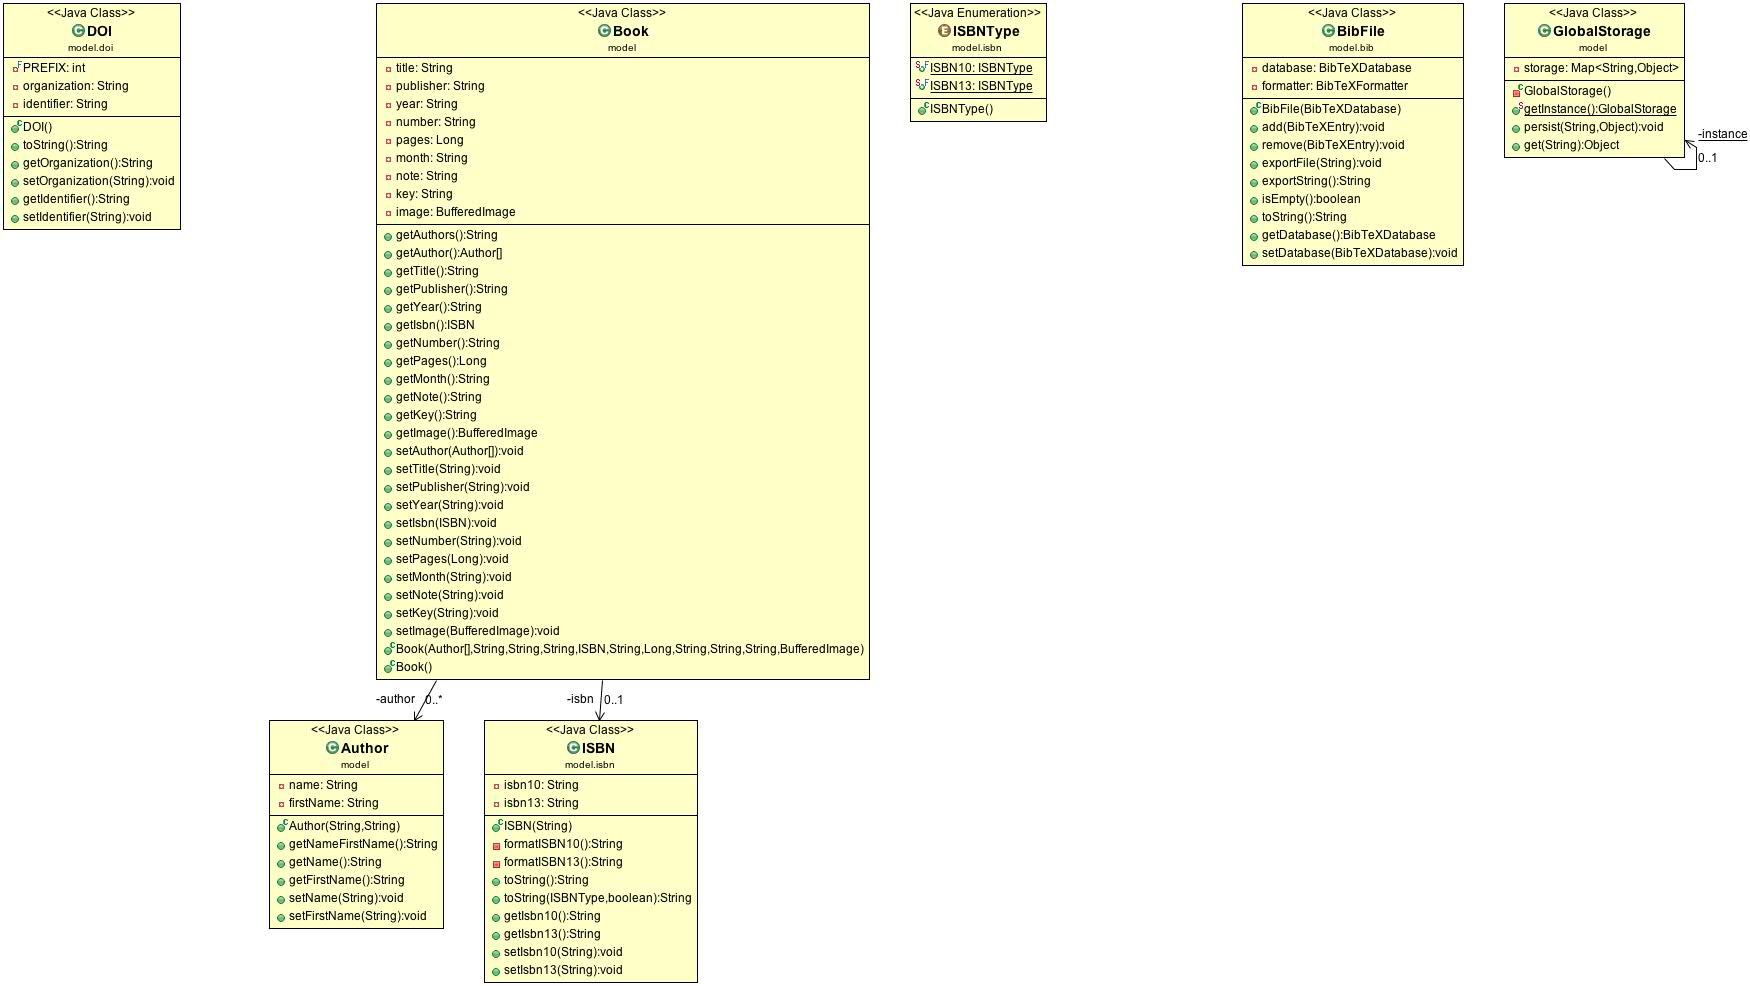 <<Java Class>>
DOI
model.doi
PREFIX: int
organization: String
identifier: String
DOI()
toString():String
getOrganization():String
setOrganization(String):void
getIdentifier():String
setIdentifier(String):void
<<Java Class>>
Book
model
title: String
publisher: String
year: String
number: String
pages: Long
month: String
note: String
key: String
image: BufferedImage
getAuthors():String
getAuthor():Author[]
getTitle():String
getPublisher():String
getYear():String
getIsbn():ISBN
getNumber():String
getPages():Long
getMonth():String
getNote():String
getKey():String
getImage():BufferedImage
setAuthor(Author[]):void
setTitle(String):void
setPublisher(String):void
setYear(String):void
setIsbn(ISBN):void
setNumber(String):void
setPages(Long):void
setMonth(String):void
setNote(String):void
setKey(String):void
setImage(BufferedImage):void
Book(Author[],String,String,String,ISBN,String,Long,String,String,String,BufferedImage)
Book()
<<Java Enumeration>>
ISBNType
model.isbn
ISBN10: ISBNType
ISBN13: ISBNType
ISBNType()
<<Java Class>>
BibFile
model.bib
database: BibTeXDatabase
formatter: BibTeXFormatter
BibFile(BibTeXDatabase)
add(BibTeXEntry):void
remove(BibTeXEntry):void
exportFile(String):void
exportString():String
isEmpty():boolean
toString():String
getDatabase():BibTeXDatabase
setDatabase(BibTeXDatabase):void
<<Java Class>>
GlobalStorage
model
storage: Map<String,Object>
GlobalStorage()
getInstance():GlobalStorage
persist(String,Object):void
get(String):Object
-instance
0..1
-author 0..*
-isbn 0..1
<<Java Class>>
Author
model
name: String
firstName: String
Author(String,String)
getNameFirstName():String
getName():String
getFirstName():String
setName(String):void
setFirstName(String):void
<<Java Class>>
ISBN
model.isbn
isbn10: String
isbn13: String
ISBN(String)
formatISBN10():String
formatISBN13():String
toString():String
toString(ISBNType,boolean):String
getIsbn10():String
getIsbn13():String
setIsbn10(String):void
setIsbn13(String):void